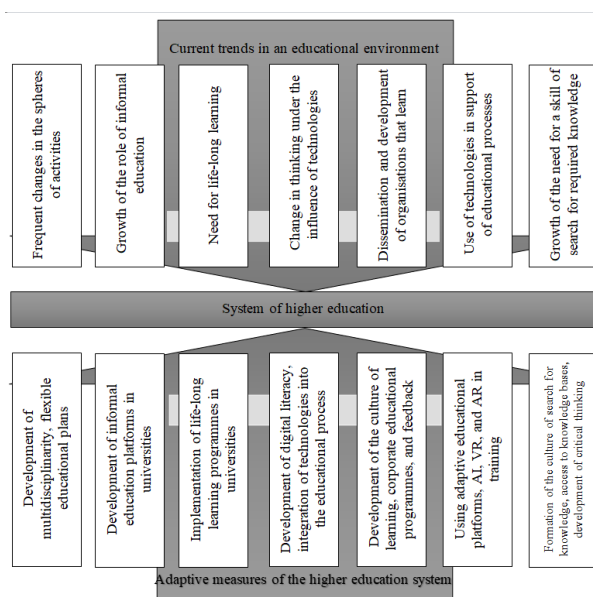 Current trends in an educational environment
Frequent changes in the spheres
of activities
Growth of the role of informal
education
Need for life-long learning
Change in thinking under the
influence of technologies
Dissemination and development
of organisations that learn
Use of technologies in support
of educational processes
Growth of the need for a skill of
search for required knowledge
System of higher education
Development of
multidisciplinarity, flexible
educational plans
Development of informal
education platforms in
universities
Implementation of life-long
learning programmes in
universities
Development of digital literacy,
integration of technologies into
the educational process
Development of the culture of
learning, corporate educational
programmes, and feedback
Using adaptive educational
platforms, AI, VR, and AR in
training
Formation of the culture of search for
knowledge, access to knowledge bases,
development of critical thinking
Adaptive measures of the higher education system